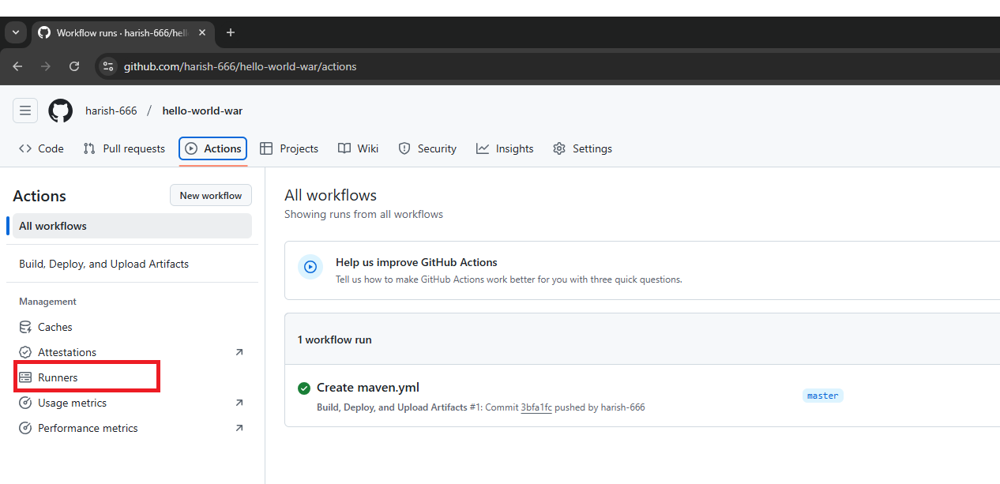 Workflow runs · harish-666/hell
github.com/harish-666/hello-world-war/actions
harish-666 / hello-world-war
Code Pull requests Actions Projects Wiki Security Insights Settings
Actions
New workflow
All workflows
Build, Deploy, and Upload Artifacts
Management
Caches
Attestations
Runners
Usage metrics
Performance metrics
All workflows
Showing runs from all workflows
Help us improve GitHub Actions
Tell us how to make GitHub Actions work better for you with three quick questions.
1 workflow run
Create maven.yml
master
Build, Deploy, and Upload Artifacts #1: Commit 3bfa1fc pushed by harish-666